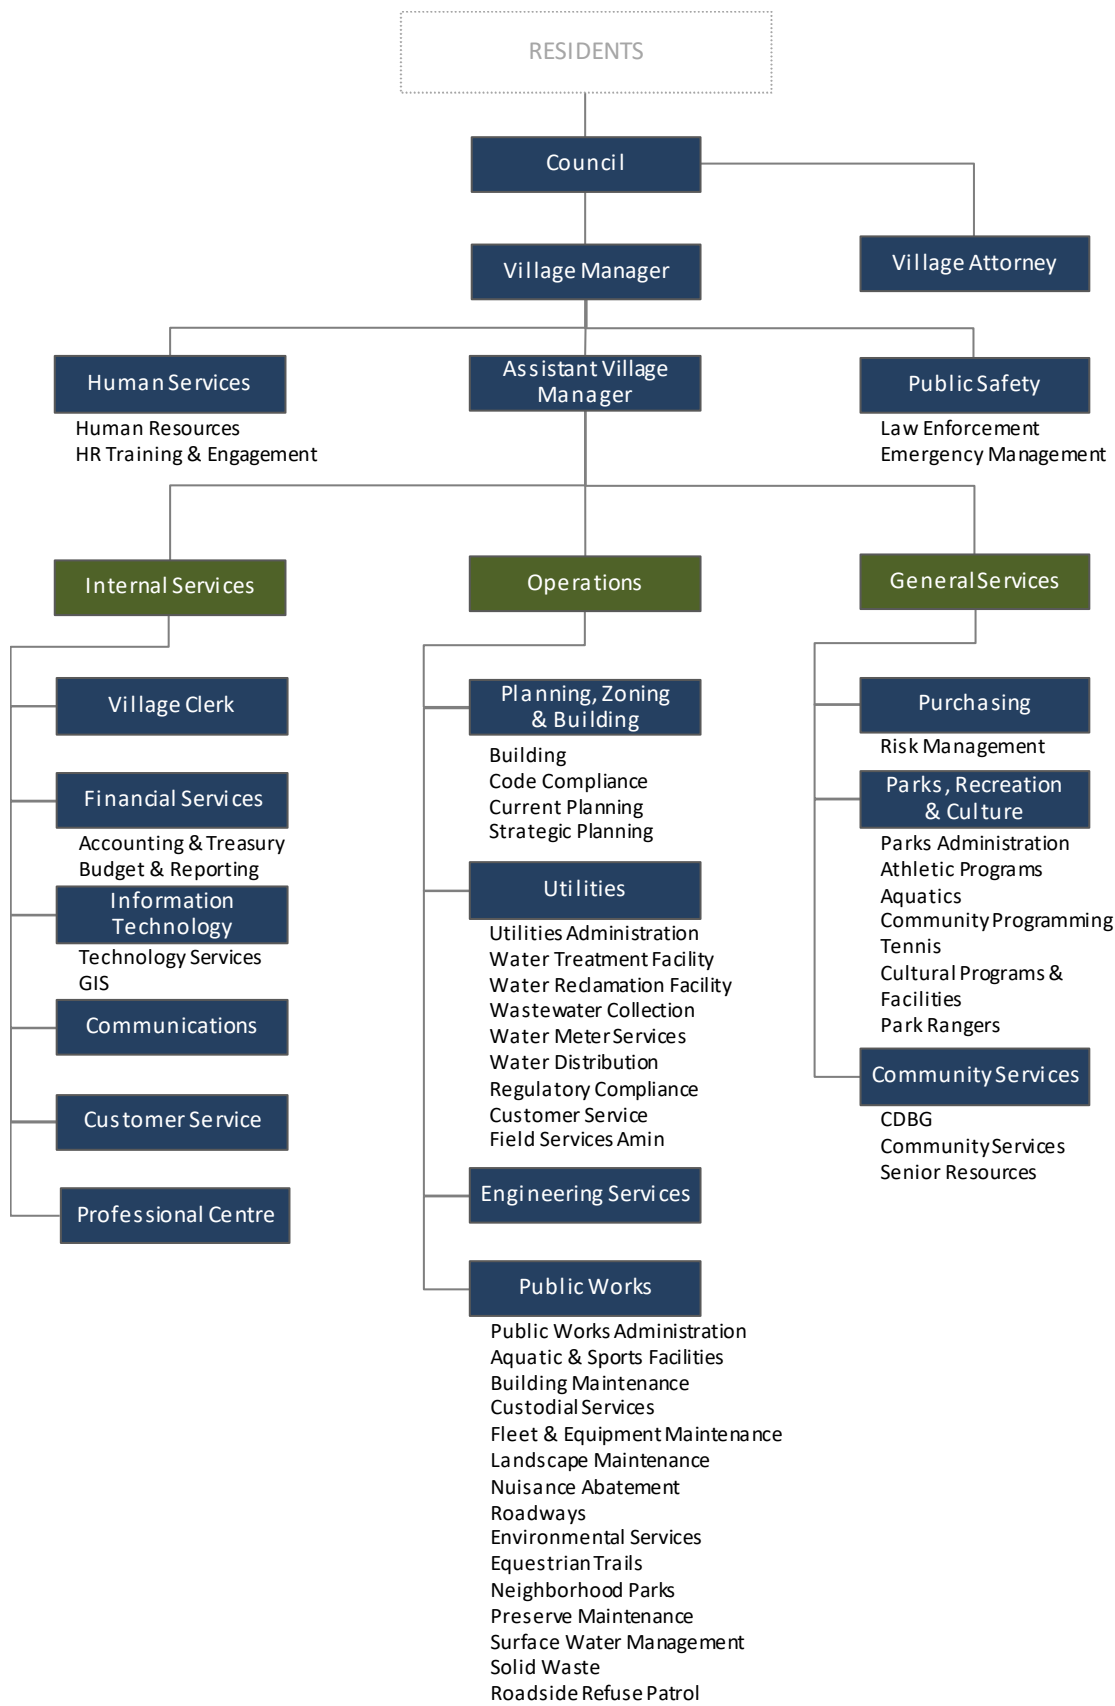 RESIDENTS
Council
Village Manager
Village Attorney
Human Services
Human Resources
HR Training & Engagement
Assistant Village
Manager
Public Safety
Law Enforcement
Emergency Management
Internal Services
Operations
General Services
Village Clerk
Financial Services
Accounting & Treasury
Budget & Reporting
Information
Technology
Technology Services
GIS
Communications
Customer Service
Professional Centre
Planning, Zoning
& Building
Building
Code Compliance
Current Planning
Strategic Planning
Utilities
Utilities Administration
Water Treatment Facility
Water Reclamation Facility
Wastewater Collection
Water Meter Services
Water Distribution
Regulatory Compliance
Customer Service
Field Services Amin
Engineering Services
Public Works
Public Works Administration
Aquatic & Sports Facilities
Building Maintenance
Custodial Services
Fleet & Equipment Maintenance
Landscape Maintenance
Nuisance Abatement
Roadways
Environmental Services
Equestrian Trails
Neighborhood Parks
Preserve Maintenance
Surface Water Management
Solid Waste
Roadside Refuse Patrol
Purchasing
Risk Management
Parks, Recreation
& Culture
Parks Administration
Athletic Programs
Aquatics
Community Programming
Tennis
Cultural Programs &
Facilities
Park Rangers
Community Services
CDBG
Community Services
Senior Resources